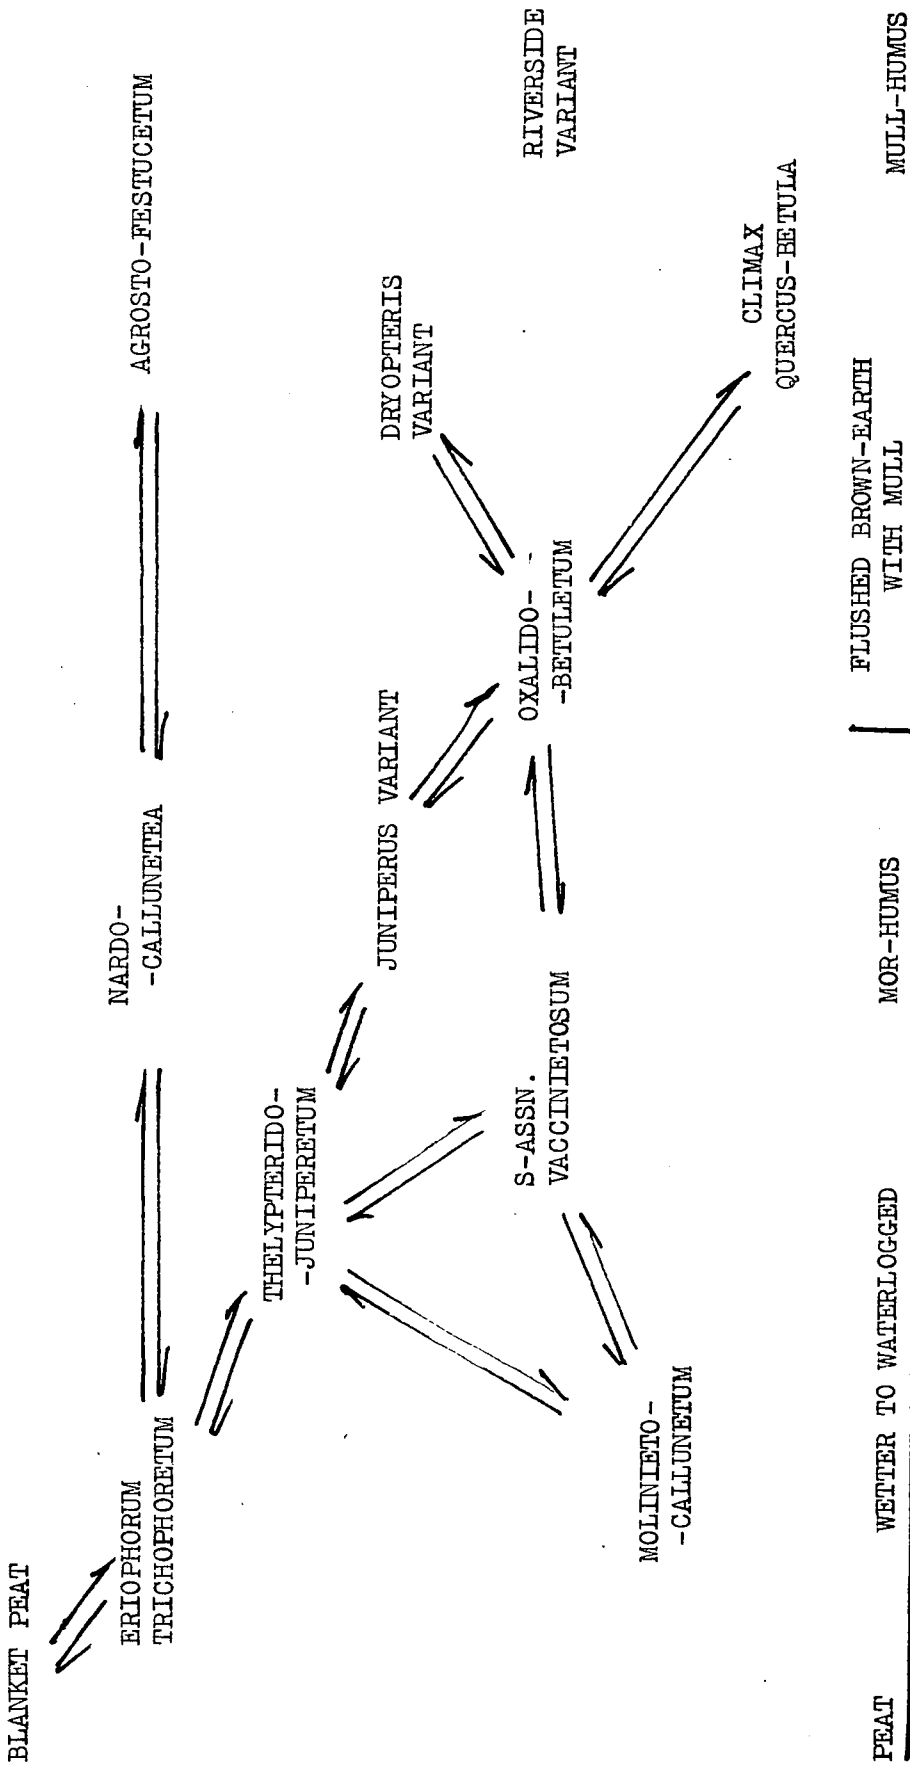 BLANKET PEAT
ERIOPHORUM
TRICHOPHORETUM
NARDO-
-CALLUNETEA
AGROSTO-FESTUCETUM
THELYPTERIDO-
-JUNIPERETUM
JUNIPERUS VARIANT
DRYOPTERIS
VARIANT
S-ASSN.
VACCINIETOSUM
OXALIDO-
-BETULETUM
RIVERSIDE
VARIANT
MOLINIETO-
-CALLUNETUM
CLIMAX
QUERCUS-BETULA
PEAT
WETTER TO WATERLOGGED
MOR-HUMUS
FLUSHED BROWN-EARTH
WITH MULL
MULL-HUMUS